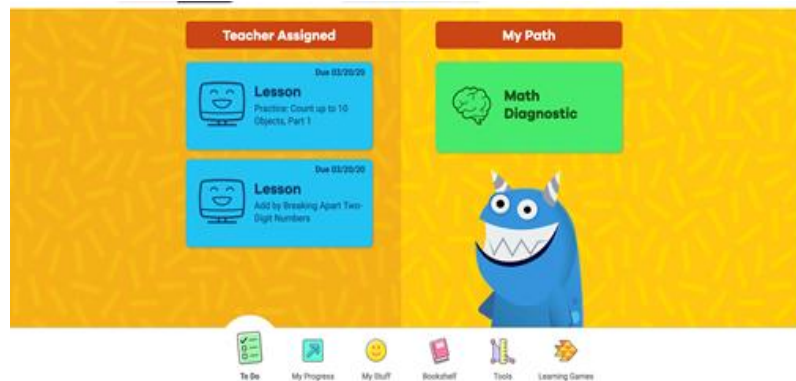 Teacher Assigned
Due 03/20/20
Lesson
Practice: Count up to 10
Objects, Part 1
Due 03/20/20
Lesson
Add by Breaking Apart Two-
Digit Numbers
My Path
Math
Diagnostic
To Do
My Progress
My Stuff
Bookshelf
Tools
Learning Games